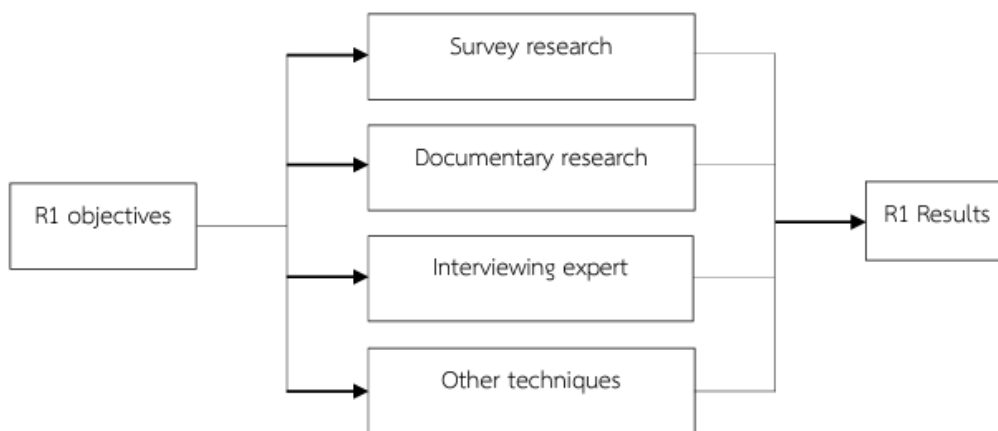 R1 objectives
Survey research
Documentary research
Interviewing expert
Other techniques
R1 Results